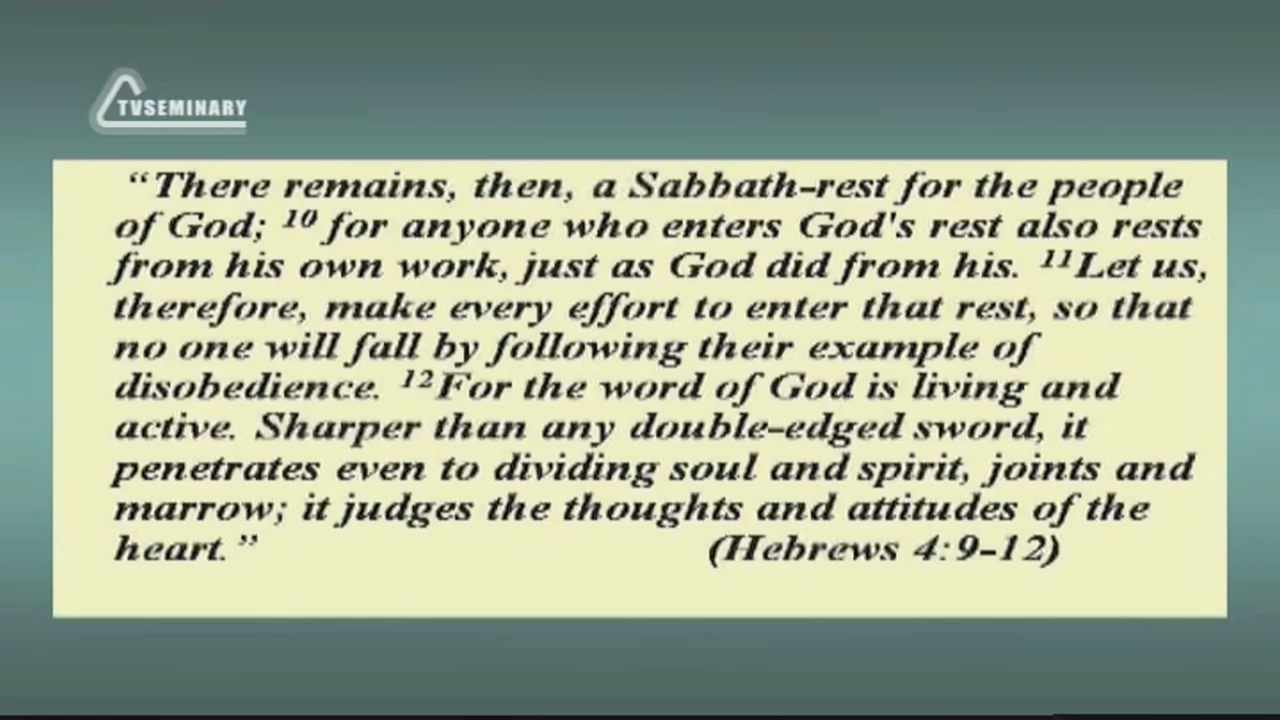 TVSEMINARY
“There remains, then, a Sabbath-rest for the people
of God; ¹⁰ for anyone who enters God's rest also rests
from his own work, just as God did from his. ¹¹Let us,
therefore, make every effort to enter that rest, so that
no one will fall by following their example of
disobedience. ¹²For the word of God is living and
active. Sharper than any double-edged sword, it
penetrates even to dividing soul and spirit, joints and
marrow; it judges the thoughts and attitudes of the
heart.” (Hebrews 4:9-12)